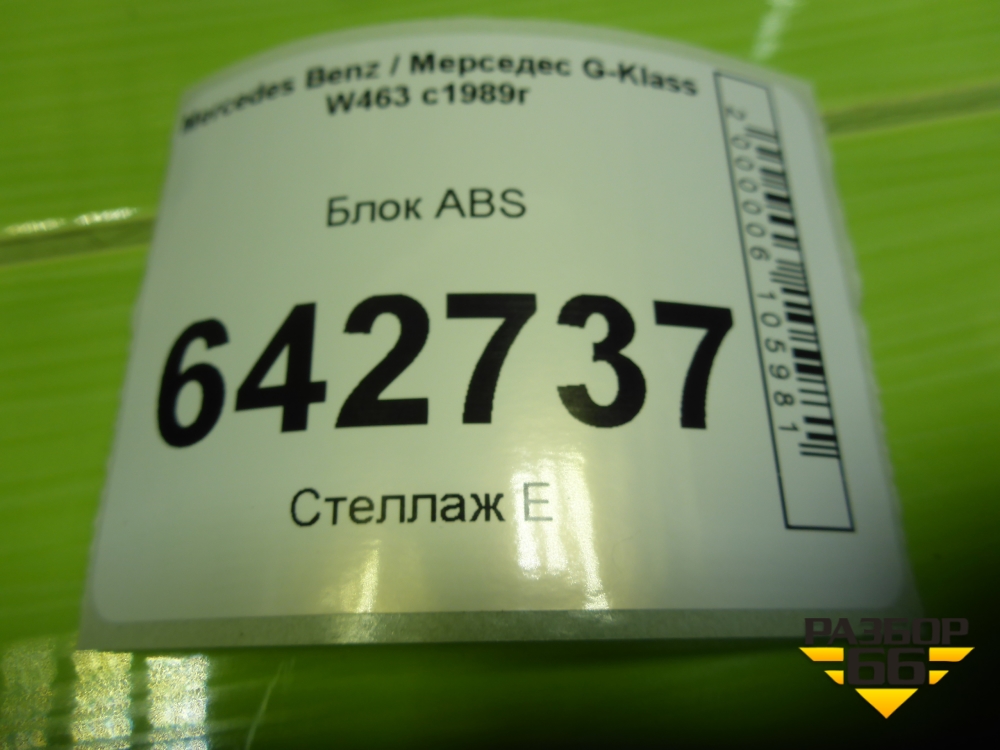 Mercedes Benz / Мерседес G-Klass
W463 с1989г
Блок ABS
642737
Стеллаж E
2000006105981
РАЗБОР
66